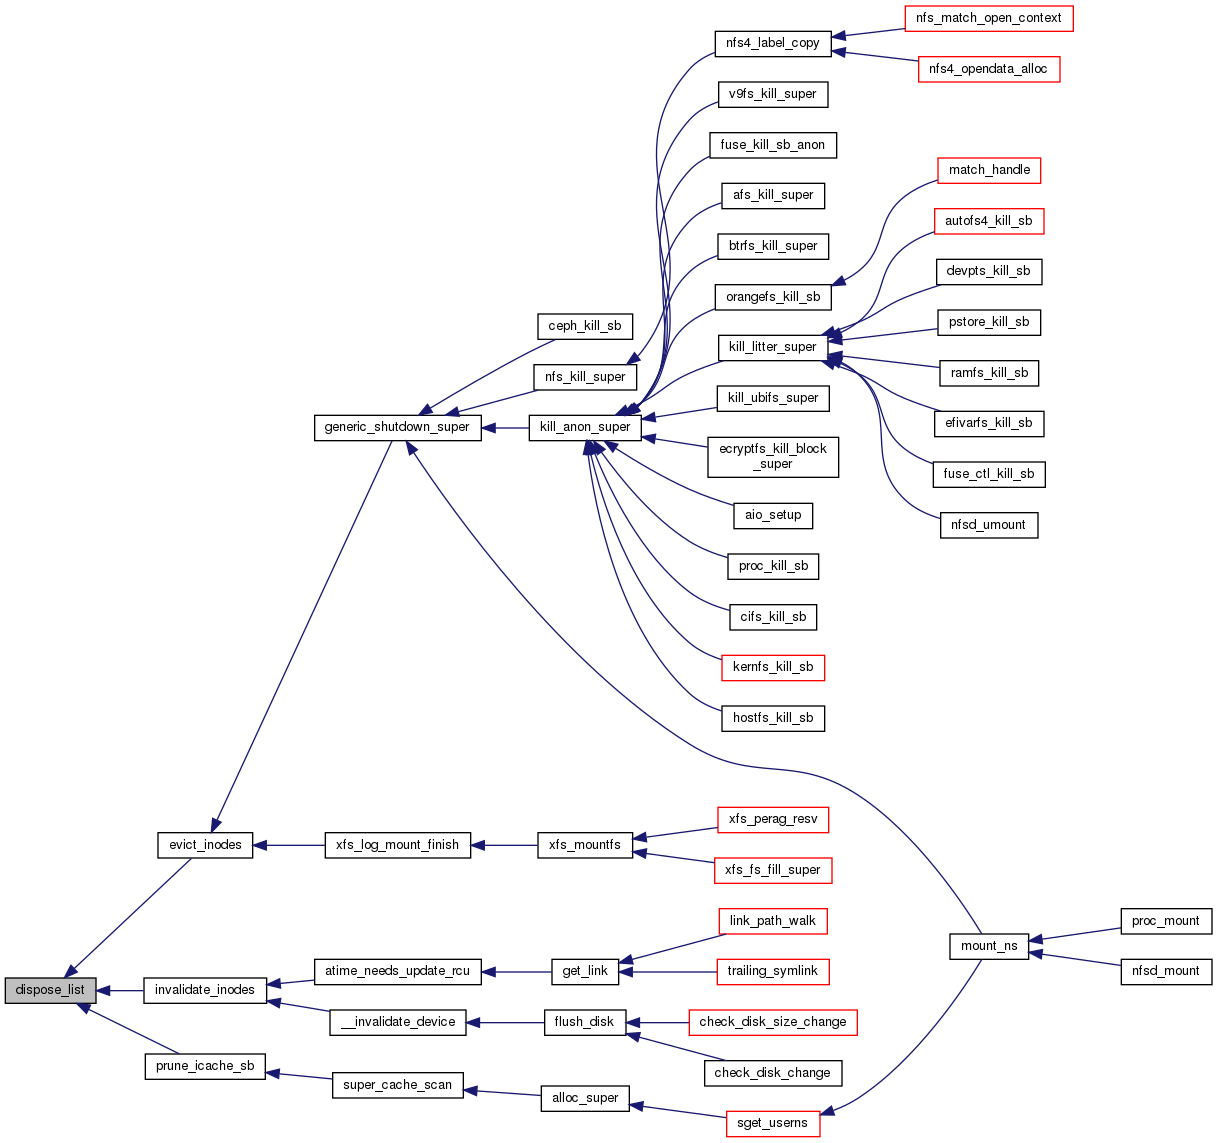 nfs_match_open_context
nfs4_label_copy
nfs4_opendata_alloc
v9fs_kill_super
fuse_kill_sb_anon
match_handle
afs_kill_super
autofs4_kill_sb
btrfs_kill_super
devpts_kill_sb
orangefs_kill_sb
pstore_kill_sb
ceph_kill_sb
kill_litter_super
ramfs_kill_sb
nfs_kill_super
kill_ubifs_super
efivarfs_kill_sb
generic_shutdown_super
kill_anon_super
ecryptfs_kill_block
_super
fuse_ctl_kill_sb
aio_setup
nfsd_umount
proc_kill_sb
cifs_kill_sb
kernfs_kill_sb
hostfs_kill_sb
xfs_perag_resv
evict_inodes
xfs_log_mount_finish
xfs_mountfs
xfs_fs_fill_super
link_path_walk
proc_mount
mount_ns
atime_needs_update_rcu
get_link
trailing_symlink
nfsd_mount
dispose_list
invalidate_inodes
__invalidate_device
flush_disk
check_disk_size_change
prune_icache_sb
check_disk_change
super_cache_scan
alloc_super
sget_userns